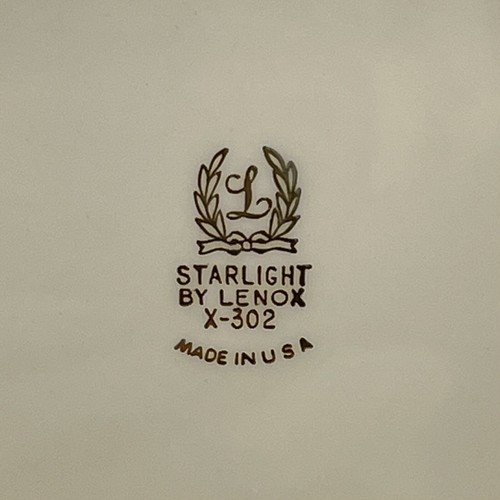 L
STARLIGHT
BY LENOX
X-302
MADE IN USA